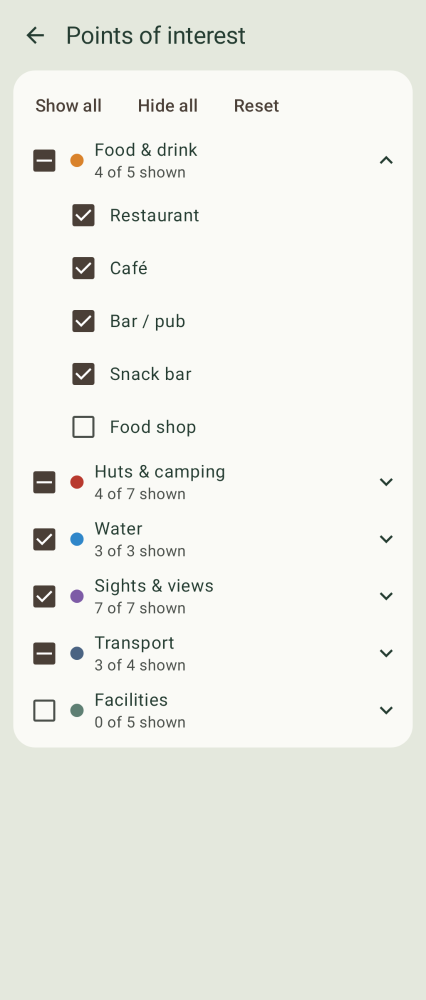 Points of interest
Show all Hide all Reset
Food & drink
4 of 5 shown
Restaurant
Café
Bar / pub
Snack bar
Food shop
Huts & camping
4 of 7 shown
Water
3 of 3 shown
Sights & views
7 of 7 shown
Transport
3 of 4 shown
Facilities
0 of 5 shown